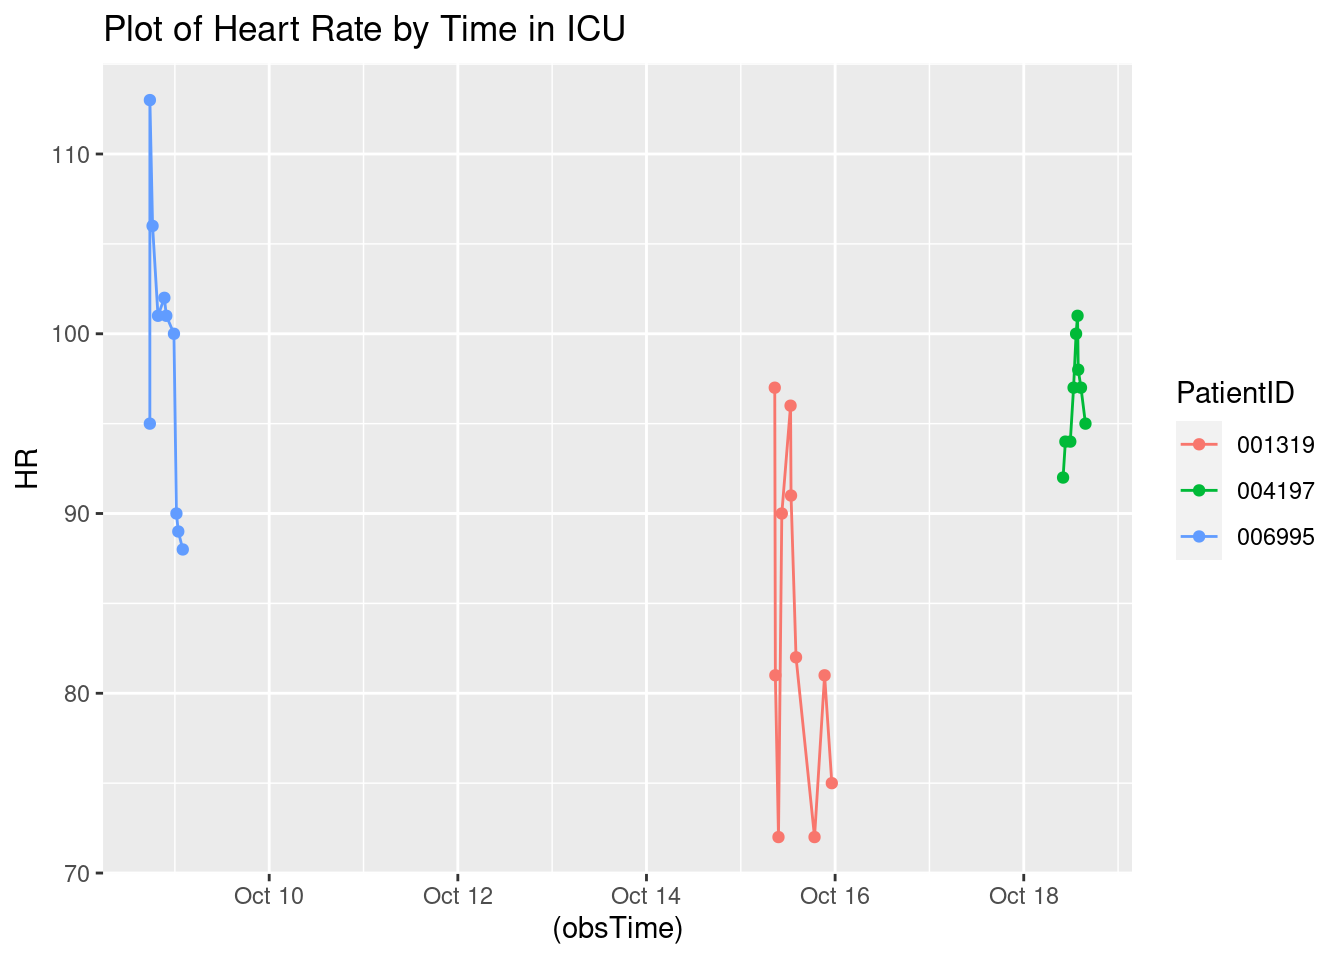 Plot of Heart Rate by Time in ICU
110
100
90
80
70
HR
Oct 10
Oct 12
Oct 14
Oct 16
Oct 18
(obsTime)
PatientID
001319
004197
006995